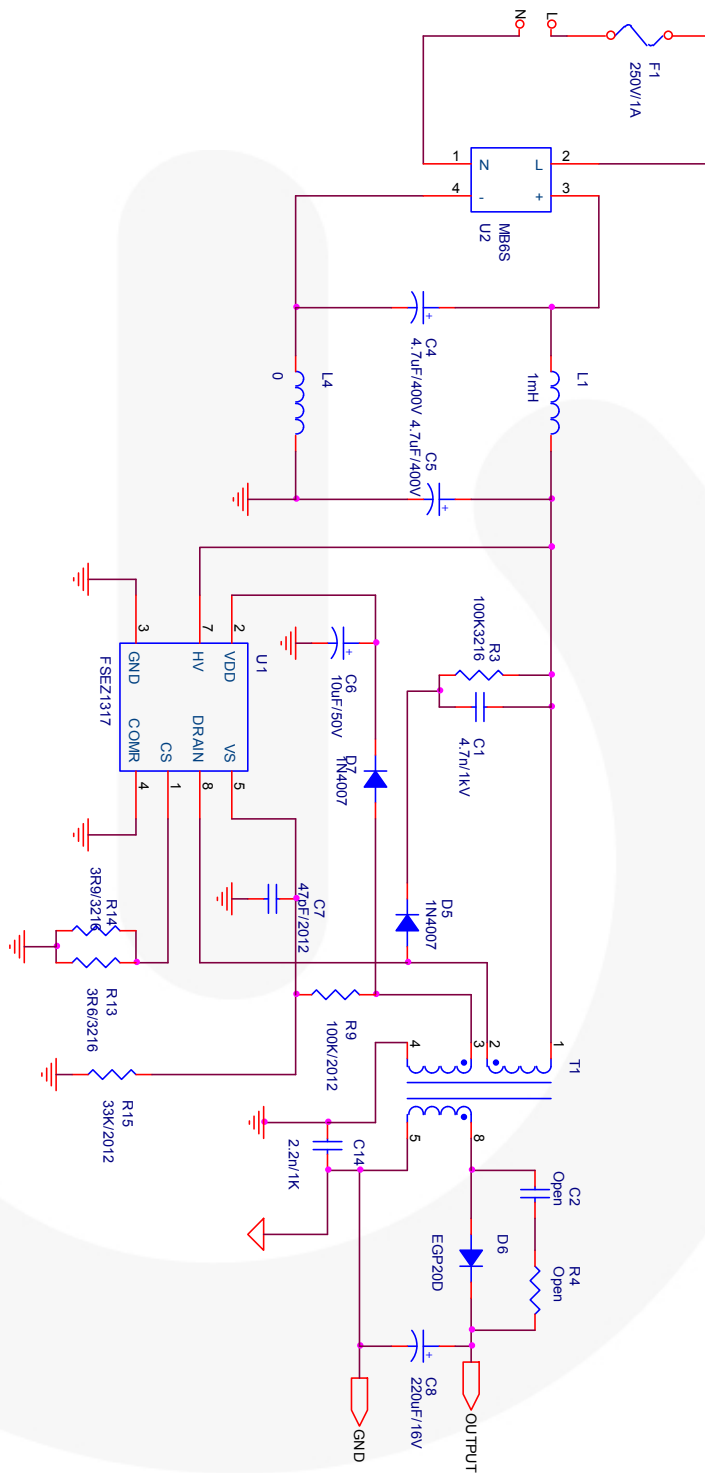 N
L
F1
250V/1A
1
4
N
-
L
+
2
3
MB6S
U2
C4
4.7uF/400V
L4
0
L1
1mH
C5
4.7uF/400V
3
7
2
U1
FSEZ1317
GND
HV
VDD
COMR
CS
DRAIN
VS
4
1
8
5
C6
10uF/50V
D7
1N4007
R3
100K3216
C1
4.7n/1kV
D5
1N4007
C7
47pF/2012
R14
3R9/3216
R13
3R6/3216
R9
100K/2012
R15
33K/2012
4
3
2
1
T1
5
8
C14
2.2n/1K
C2
Open
R4
Open
D6
EGP20D
C8
220uF/16V
GND
OUTPUT